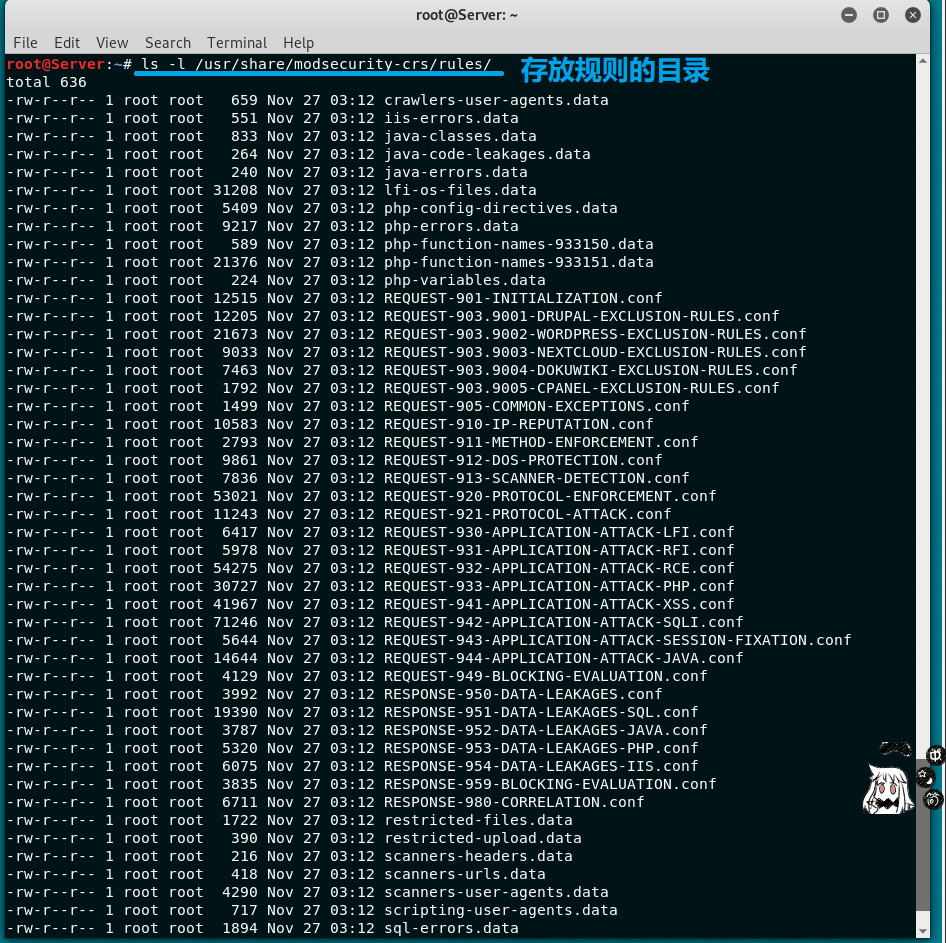 root@Server: ~
File Edit View Search Terminal Help
root@Server:~# ls -l /usr/share/modsecurity-crs/rules/ 存放规则的目录
total 636
-rw-r--r-- 1 root root   659 Nov 27 03:12 crawlers-user-agents.data
-rw-r--r-- 1 root root   551 Nov 27 03:12 iis-errors.data
-rw-r--r-- 1 root root   833 Nov 27 03:12 java-classes.data
-rw-r--r-- 1 root root   264 Nov 27 03:12 java-code-leakages.data
-rw-r--r-- 1 root root   240 Nov 27 03:12 java-errors.data
-rw-r--r-- 1 root root 31208 Nov 27 03:12 lfi-os-files.data
-rw-r--r-- 1 root root  5409 Nov 27 03:12 php-config-directives.data
-rw-r--r-- 1 root root  9217 Nov 27 03:12 php-errors.data
-rw-r--r-- 1 root root   589 Nov 27 03:12 php-function-names-933150.data
-rw-r--r-- 1 root root 21376 Nov 27 03:12 php-function-names-933151.data
-rw-r--r-- 1 root root   224 Nov 27 03:12 php-variables.data
-rw-r--r-- 1 root root 12515 Nov 27 03:12 REQUEST-901-INITIALIZATION.conf
-rw-r--r-- 1 root root 12205 Nov 27 03:12 REQUEST-903.9001-DRUPAL-EXCLUSION-RULES.conf
-rw-r--r-- 1 root root 21673 Nov 27 03:12 REQUEST-903.9002-WORDPRESS-EXCLUSION-RULES.conf
-rw-r--r-- 1 root root  9033 Nov 27 03:12 REQUEST-903.9003-NEXTCLOUD-EXCLUSION-RULES.conf
-rw-r--r-- 1 root root  7463 Nov 27 03:12 REQUEST-903.9004-DOKUWIKI-EXCLUSION-RULES.conf
-rw-r--r-- 1 root root  1792 Nov 27 03:12 REQUEST-903.9005-CPANEL-EXCLUSION-RULES.conf
-rw-r--r-- 1 root root  1499 Nov 27 03:12 REQUEST-905-COMMON-EXCEPTIONS.conf
-rw-r--r-- 1 root root 10583 Nov 27 03:12 REQUEST-910-IP-REPUTATION.conf
-rw-r--r-- 1 root root  2793 Nov 27 03:12 REQUEST-911-METHOD-ENFORCEMENT.conf
-rw-r--r-- 1 root root  9861 Nov 27 03:12 REQUEST-912-DOS-PROTECTION.conf
-rw-r--r-- 1 root root  7836 Nov 27 03:12 REQUEST-913-SCANNER-DETECTION.conf
-rw-r--r-- 1 root root 53021 Nov 27 03:12 REQUEST-920-PROTOCOL-ENFORCEMENT.conf
-rw-r--r-- 1 root root 11243 Nov 27 03:12 REQUEST-921-PROTOCOL-ATTACK.conf
-rw-r--r-- 1 root root  6417 Nov 27 03:12 REQUEST-930-APPLICATION-ATTACK-LFI.conf
-rw-r--r-- 1 root root  5978 Nov 27 03:12 REQUEST-931-APPLICATION-ATTACK-RFI.conf
-rw-r--r-- 1 root root 54275 Nov 27 03:12 REQUEST-932-APPLICATION-ATTACK-RCE.conf
-rw-r--r-- 1 root root 30727 Nov 27 03:12 REQUEST-933-APPLICATION-ATTACK-PHP.conf
-rw-r--r-- 1 root root 41967 Nov 27 03:12 REQUEST-941-APPLICATION-ATTACK-XSS.conf
-rw-r--r-- 1 root root 71246 Nov 27 03:12 REQUEST-942-APPLICATION-ATTACK-SQLI.conf
-rw-r--r-- 1 root root  5644 Nov 27 03:12 REQUEST-943-APPLICATION-ATTACK-SESSION-FIXATION.conf
-rw-r--r-- 1 root root 14644 Nov 27 03:12 REQUEST-944-APPLICATION-ATTACK-JAVA.conf
-rw-r--r-- 1 root root  4129 Nov 27 03:12 REQUEST-949-BLOCKING-EVALUATION.conf
-rw-r--r-- 1 root root  3992 Nov 27 03:12 RESPONSE-950-DATA-LEAKAGES.conf
-rw-r--r-- 1 root root 19390 Nov 27 03:12 RESPONSE-951-DATA-LEAKAGES-SQL.conf
-rw-r--r-- 1 root root  3787 Nov 27 03:12 RESPONSE-952-DATA-LEAKAGES-JAVA.conf
-rw-r--r-- 1 root root  5320 Nov 27 03:12 RESPONSE-953-DATA-LEAKAGES-PHP.conf
-rw-r--r-- 1 root root  6075 Nov 27 03:12 RESPONSE-954-DATA-LEAKAGES-IIS.conf
-rw-r--r-- 1 root root  3835 Nov 27 03:12 RESPONSE-959-BLOCKING-EVALUATION.conf
-rw-r--r-- 1 root root  6711 Nov 27 03:12 RESPONSE-980-CORRELATION.conf
-rw-r--r-- 1 root root  1722 Nov 27 03:12 restricted-files.data
-rw-r--r-- 1 root root   390 Nov 27 03:12 restricted-upload.data
-rw-r--r-- 1 root root   216 Nov 27 03:12 scanners-headers.data
-rw-r--r-- 1 root root   418 Nov 27 03:12 scanners-urls.data
-rw-r--r-- 1 root root  4290 Nov 27 03:12 scanners-user-agents.data
-rw-r--r-- 1 root root   717 Nov 27 03:12 scripting-user-agents.data
-rw-r--r-- 1 root root  1894 Nov 27 03:12 sql-errors.data